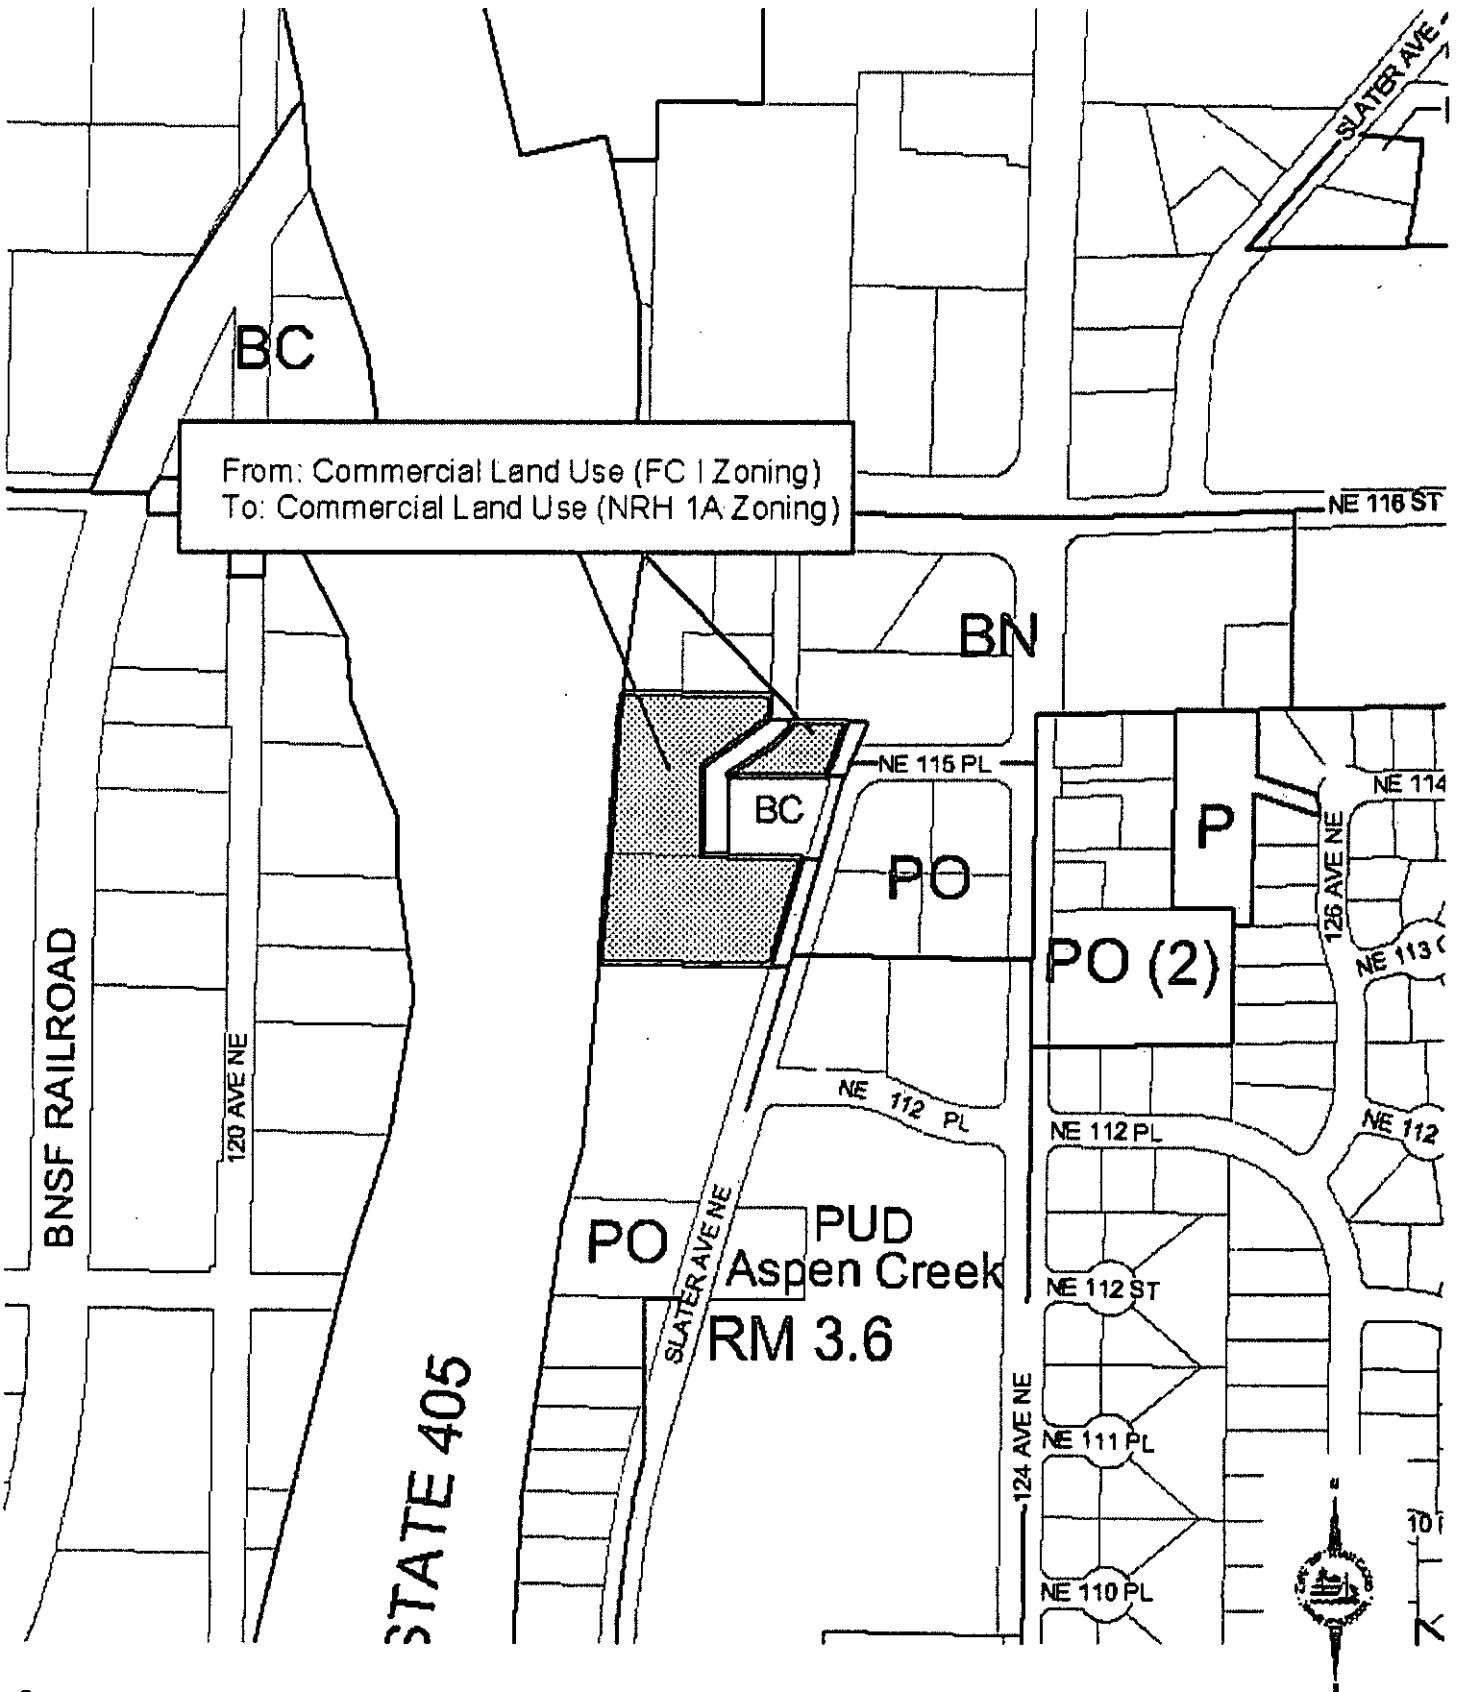 SLATER AVE
BC
From: Commercial Land Use (FC I Zoning)
To: Commercial Land Use (NRH 1A Zoning)
NE 116 ST
BN
NE 115 PL
NE 114
BC
P
126 AVE NE
PO
PO (2)
NE 113
BNSF RAILROAD
120 AVE NE
NE 112 PL
NE 112 PL
NE 112
PO
SLATER AVE NE
PUD
Aspen Creek
NE 112 ST
RM 3.6
STATE 405
124 AVE NE
NE 111 PL
NE 110 PL